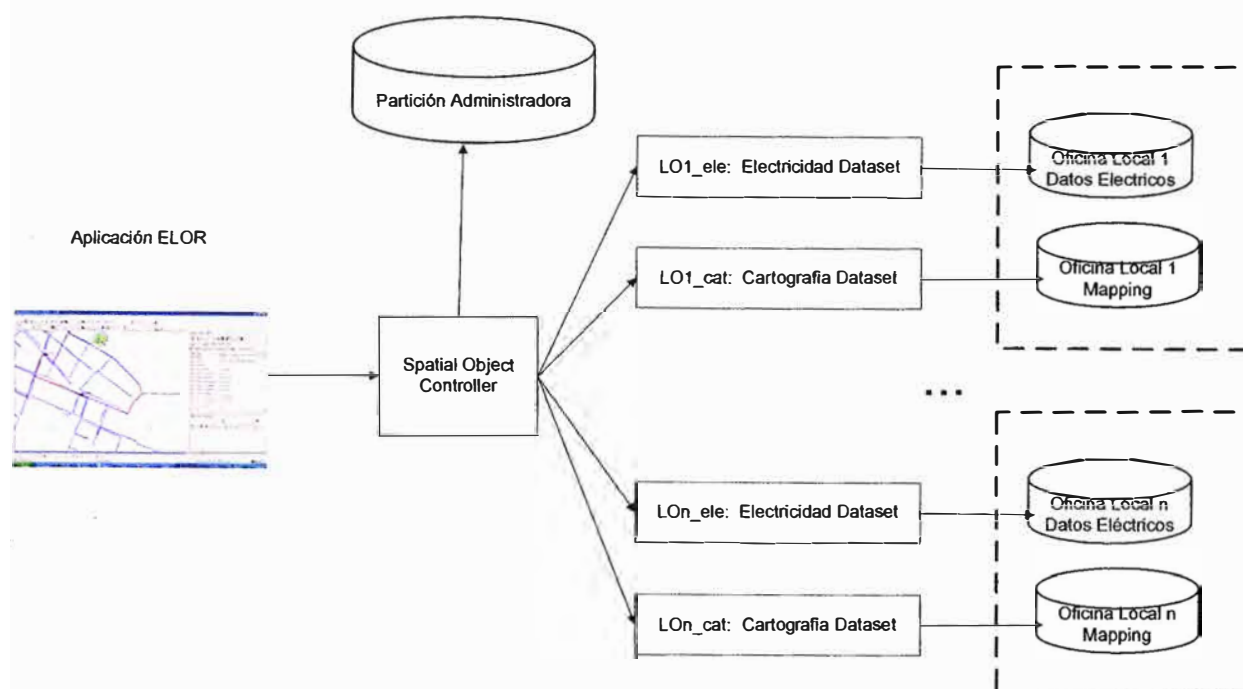 Partición Administradora
Aplicación ELOR
Spatial Object
Controller
LO1_ele: Electricidad Dataset
LO1_cat: Cartografia Dataset
Oficina Local 1
Datos Electricos
Oficina Local 1
Mapping
...
LOn_ele: Electricidad Dataset
LOn_cat: Cartografia Dataset
Oficina Local n
Datos Eléctricos
Oficina Local n
Mapping